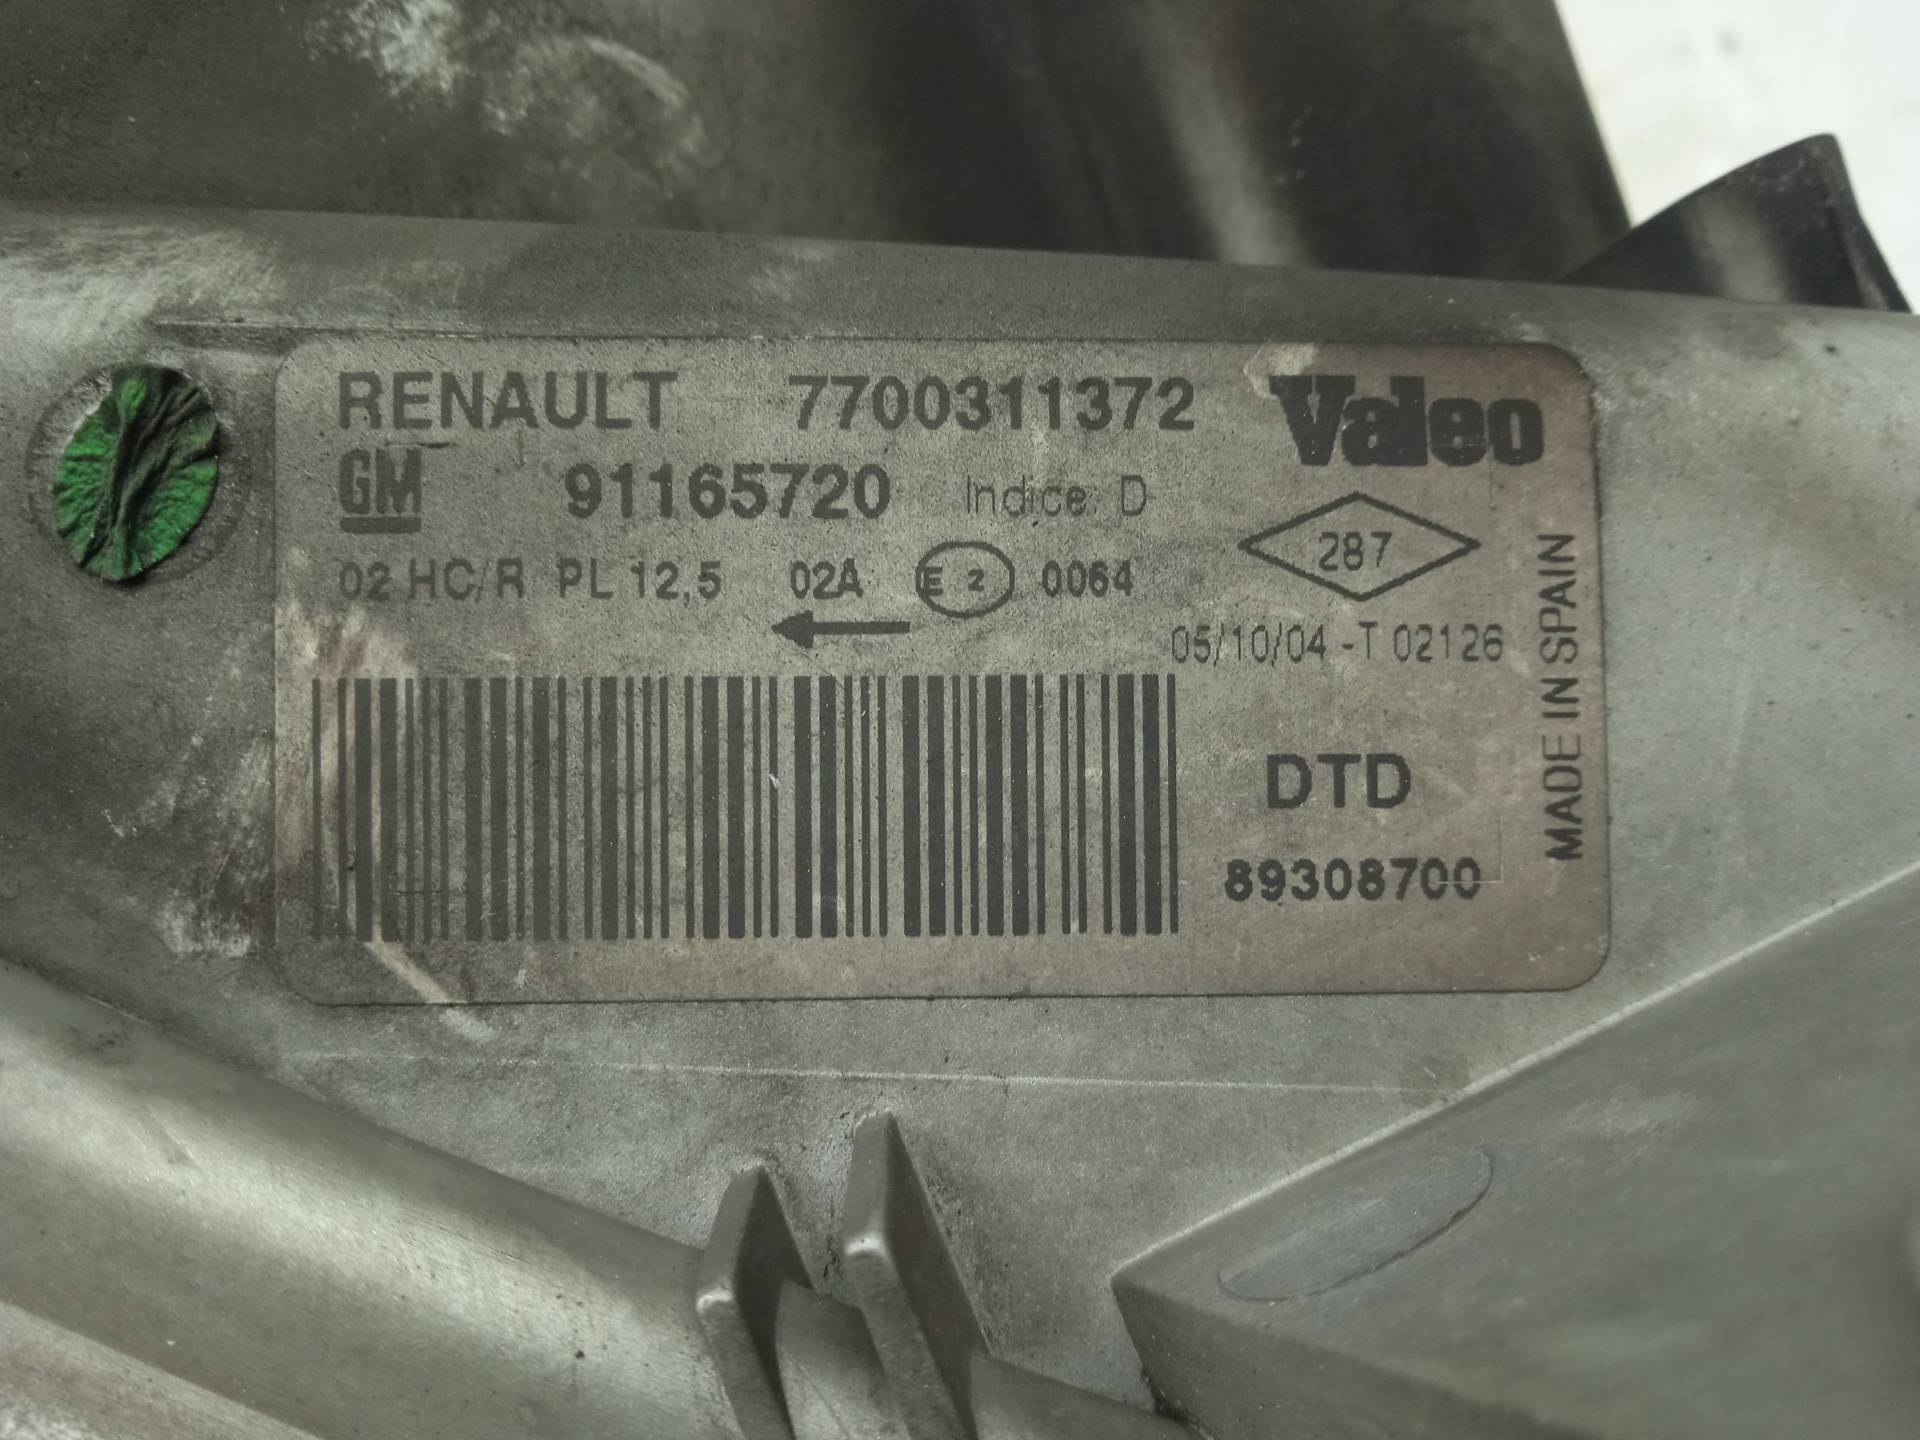 RENAULT 7700311372 Valeo
GM 91165720 Indice: D
287
02 HC/R PL 12,5 02A E 2 0064
05/10/04 -T 02126
DTD
89308700
MADE IN SPAIN